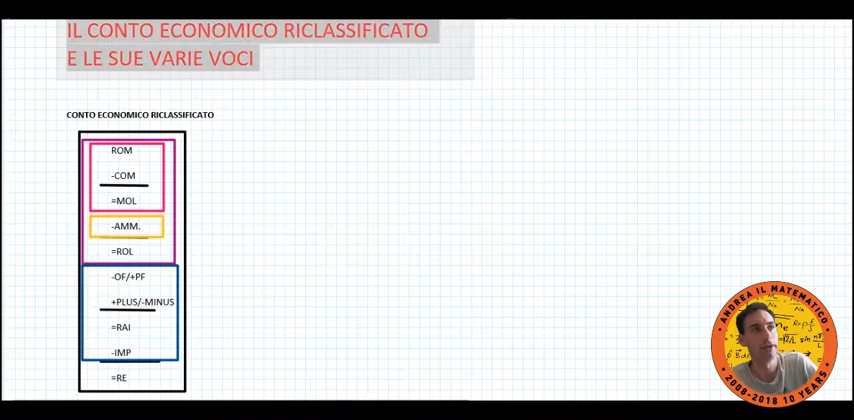 IL CONTO ECONOMICO RICLASSIFICATO
E LE SUE VARIE VOCI
CONTO ECONOMICO RICLASSIFICATO
ROM
-COM
=MOL
-AMM.
=ROL
-OF/+PF
+PLUS/-MINUS
=RAI
-IMP
=RE
ANDREA IL MATEMATICO
2008-2018 10 YEARS